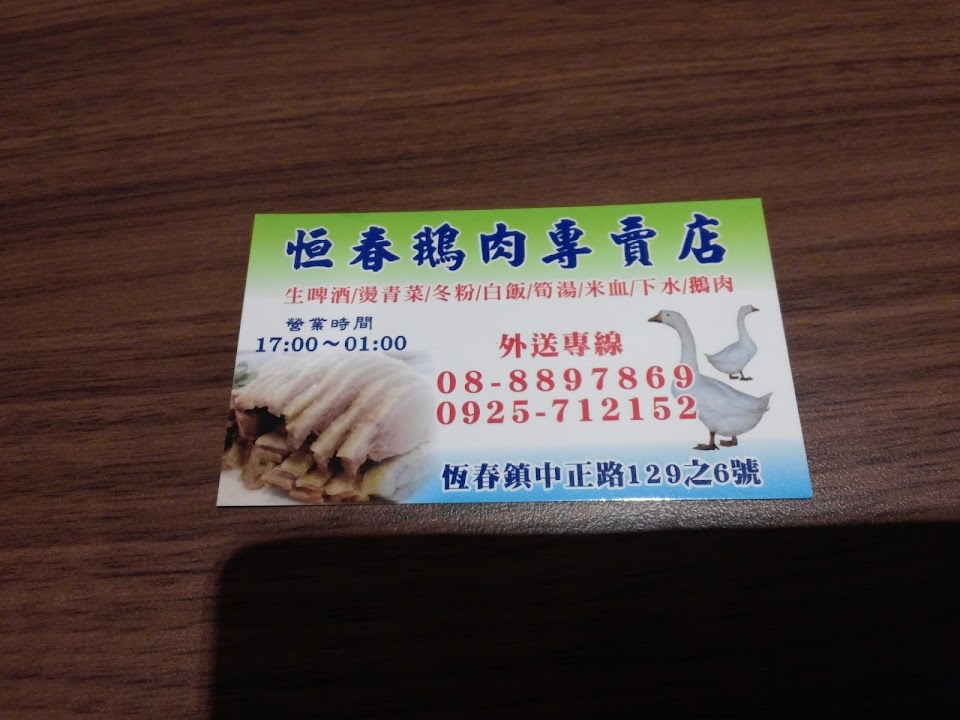 恒春鵝肉專賣店
生啤酒/燙青菜/冬粉/白飯/筍湯/米血/下水/鵝肉
營業時間
17:00～01:00
外送專線
08-8897869
0925-712152
恆春鎮中正路129之6號